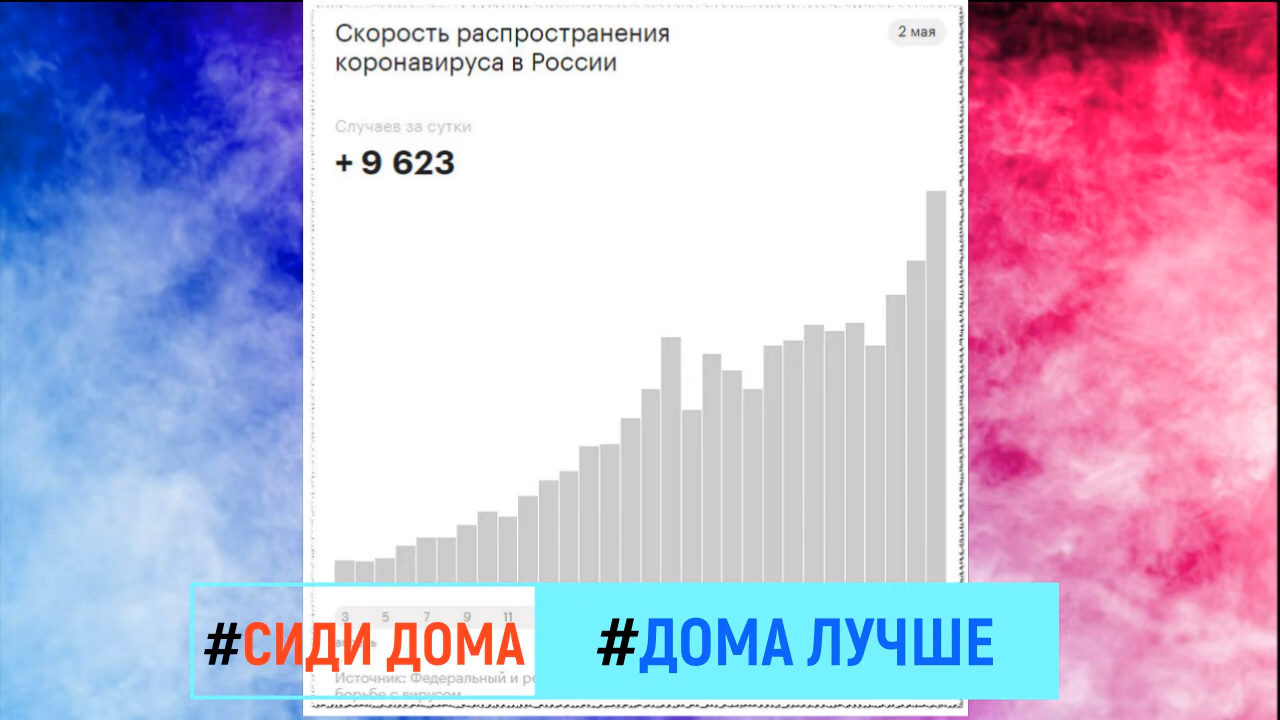 Скорость распространения
коронавируса в России
2 мая
Случаев за сутки
+ 9 623
3 5 7 9 11
#СИДИ ДОМА
#ДОМА ЛУЧШЕ
Источник: Федеральный и
борьбе с вирусом